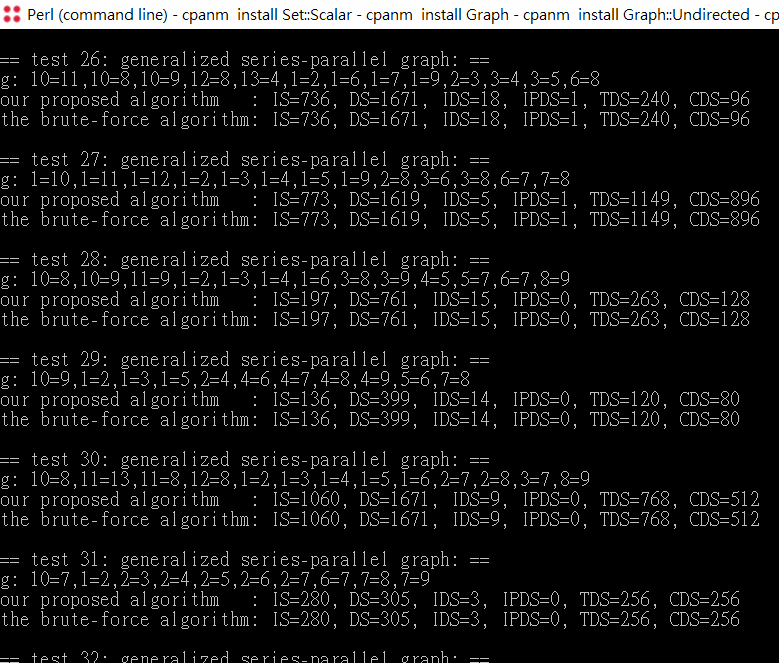 Perl (command line) - cpanm  install Set::Scalar - cpanm  install Graph - cpanm  install Graph::Undirected - cp
== test 26: generalized series-parallel graph: ==
g: 10=11,10=8,10=9,12=8,13=4,1=2,1=6,1=7,1=9,2=3,3=4,3=5,6=8
our proposed algorithm   : IS=736, DS=1671, IDS=18, IPDS=1, TDS=240, CDS=96
the brute-force algorithm: IS=736, DS=1671, IDS=18, IPDS=1, TDS=240, CDS=96
== test 27: generalized series-parallel graph: ==
g: 1=10,1=11,1=12,1=2,1=3,1=4,1=5,1=9,2=8,3=6,3=8,6=7,7=8
our proposed algorithm   : IS=773, DS=1619, IDS=5, IPDS=1, TDS=1149, CDS=896
the brute-force algorithm: IS=773, DS=1619, IDS=5, IPDS=1, TDS=1149, CDS=896
== test 28: generalized series-parallel graph: ==
g: 10=8,10=9,11=9,1=2,1=3,1=4,1=6,3=8,3=9,4=5,5=7,6=7,8=9
our proposed algorithm   : IS=197, DS=761, IDS=15, IPDS=0, TDS=263, CDS=128
the brute-force algorithm: IS=197, DS=761, IDS=15, IPDS=0, TDS=263, CDS=128
== test 29: generalized series-parallel graph: ==
g: 10=9,1=2,1=3,1=5,2=4,4=6,4=7,4=8,4=9,5=6,7=8
our proposed algorithm   : IS=136, DS=399, IDS=14, IPDS=0, TDS=120, CDS=80
the brute-force algorithm: IS=136, DS=399, IDS=14, IPDS=0, TDS=120, CDS=80
== test 30: generalized series-parallel graph: ==
g: 10=8,11=13,11=8,12=8,1=2,1=3,1=4,1=5,1=6,2=7,2=8,3=7,8=9
our proposed algorithm   : IS=1060, DS=1671, IDS=9, IPDS=0, TDS=768, CDS=512
the brute-force algorithm: IS=1060, DS=1671, IDS=9, IPDS=0, TDS=768, CDS=512
== test 31: generalized series-parallel graph: ==
g: 10=7,1=2,2=3,2=4,2=5,2=6,2=7,6=7,7=8,7=9
our proposed algorithm   : IS=280, DS=305, IDS=3, IPDS=0, TDS=256, CDS=256
the brute-force algorithm: IS=280, DS=305, IDS=3, IPDS=0, TDS=256, CDS=256
== test 32: generalized series-parallel graph: ==